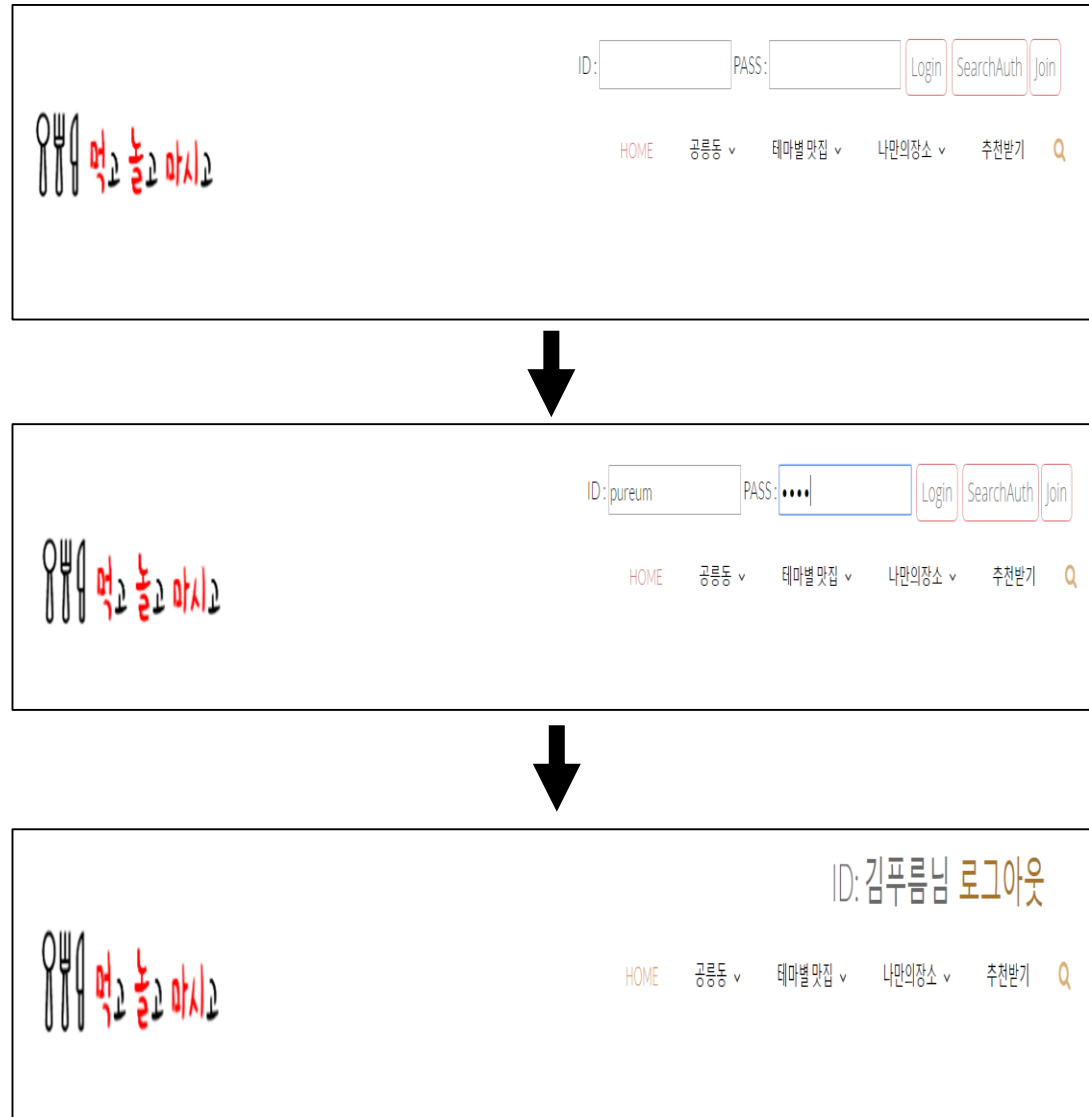 ID : PASS : Login SearchAuth Join
먹고 놀고 마시고
HOME 공릉동 테마별 맛집 나만의장소 추천받기
ID : pureum PASS : •••• Login SearchAuth Join
먹고 놀고 마시고
HOME 공릉동 테마별 맛집 나만의장소 추천받기
ID: 김푸름님 로그아웃
먹고 놀고 마시고
HOME 공릉동 테마별 맛집 나만의장소 추천받기